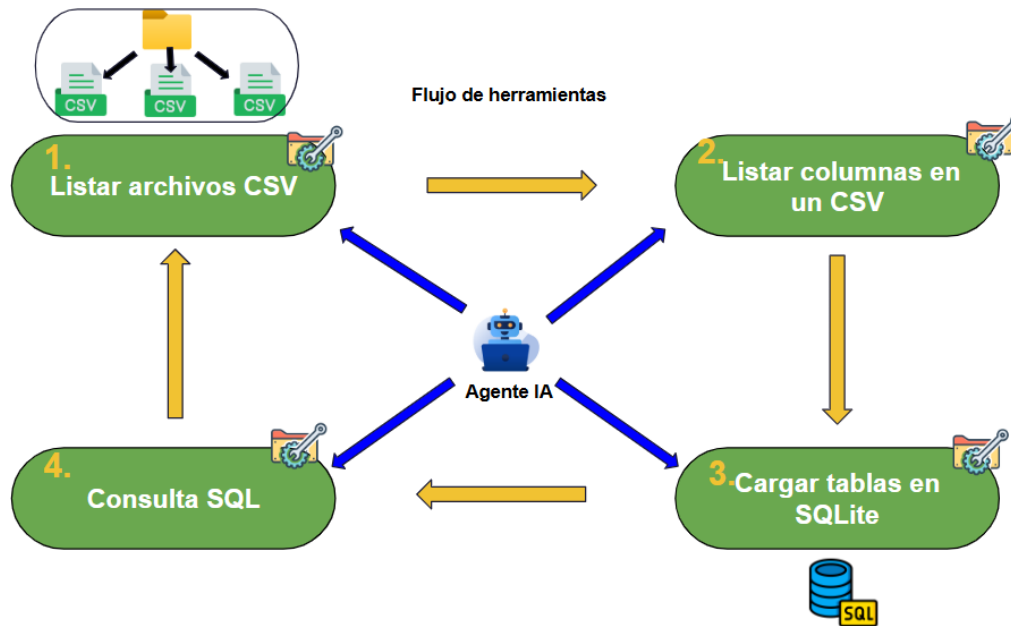 CSV
CSV
CSV
Flujo de herramientas
1.
Listar archivos CSV
2.
Listar columnas en
un CSV
Agente IA
4.
Consulta SQL
3.
Cargar tablas en
SQLite
SQL